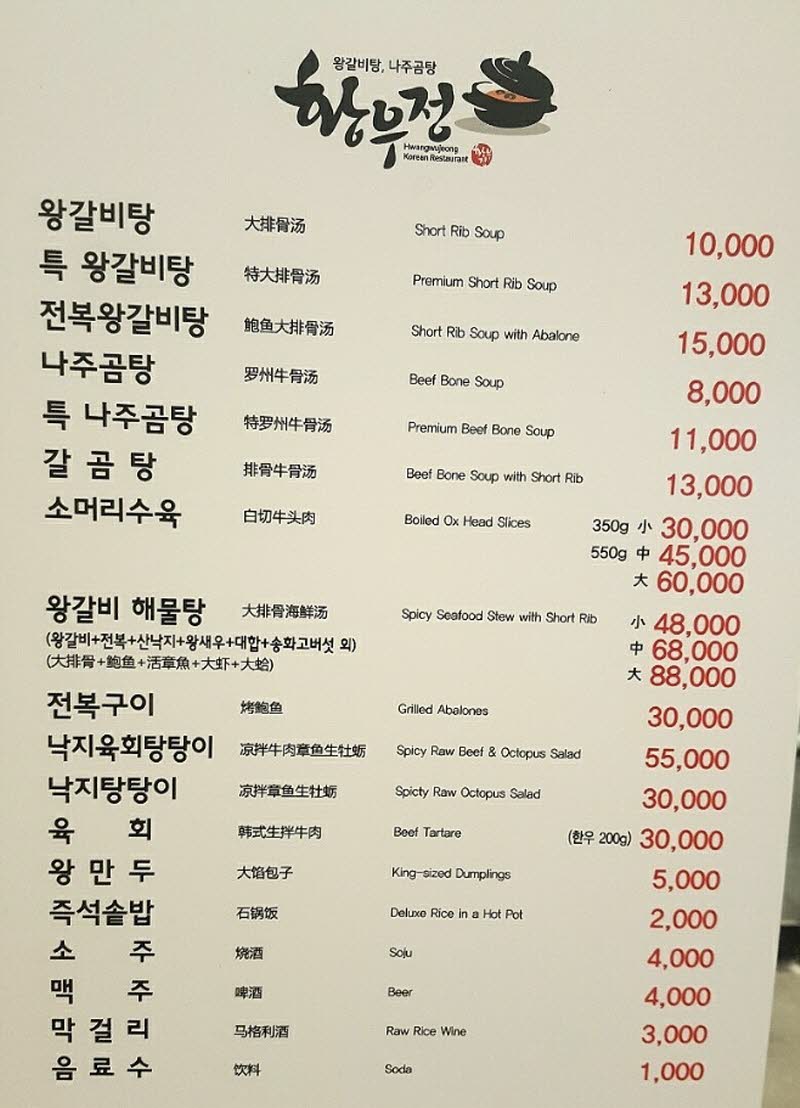 왕갈비탕, 나주곰탕
황우정
Hwangwujeong
Korean Restaurant
왕갈비탕 大排骨汤 Short Rib Soup 10,000
특 왕갈비탕 特大排骨汤 Premium Short Rib Soup 13,000
전복왕갈비탕 鲍鱼大排骨汤 Short Rib Soup with Abalone 15,000
나주곰탕 罗州牛骨汤 Beef Bone Soup 8,000
특 나주곰탕 特罗州牛骨汤 Premium Beef Bone Soup 11,000
갈 곰 탕 排骨牛骨汤 Beef Bone Soup with Short Rib 13,000
소머리수육 白切牛头肉 Boiled Ox Head Slices 350g 小 30,000
550g 中 45,000
大 60,000
왕갈비 해물탕 大排骨海鲜汤 Spicy Seafood Stew with Short Rib 小 48,000
(왕갈비+전복+산낙지+왕새우+대합+송화고버섯 외) 中 68,000
(大排骨+鲍鱼+活章魚+大虾+大蛤) 大 88,000
전복구이 烤鲍鱼 Grilled Abalones 30,000
낙지육회탕탕이 凉拌牛肉章鱼生牡蛎 Spicy Raw Beef & Octopus Salad 55,000
낙지탕탕이 凉拌章鱼生牡蛎 Spicty Raw Octopus Salad 30,000
육 회 韩式生拌牛肉 Beef Tartare (한우 200g) 30,000
왕 만 두 大馅包子 King-sized Dumplings 5,000
즉석솥밥 石锅饭 Deluxe Rice in a Hot Pot 2,000
소 주 烧酒 Soju 4,000
맥 주 啤酒 Beer 4,000
막 걸 리 马格利酒 Raw Rice Wine 3,000
음 료 수 饮料 Soda 1,000